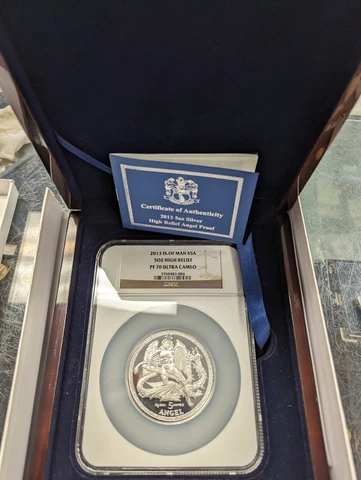 Certificate of Authenticity
2013 5oz Silver
High Relief Angel Proof
2013 IS.OF MAN S5A
5OZ HIGH RELIEF
PF 70 ULTRA CAMEO
NGC
5
ANGEL